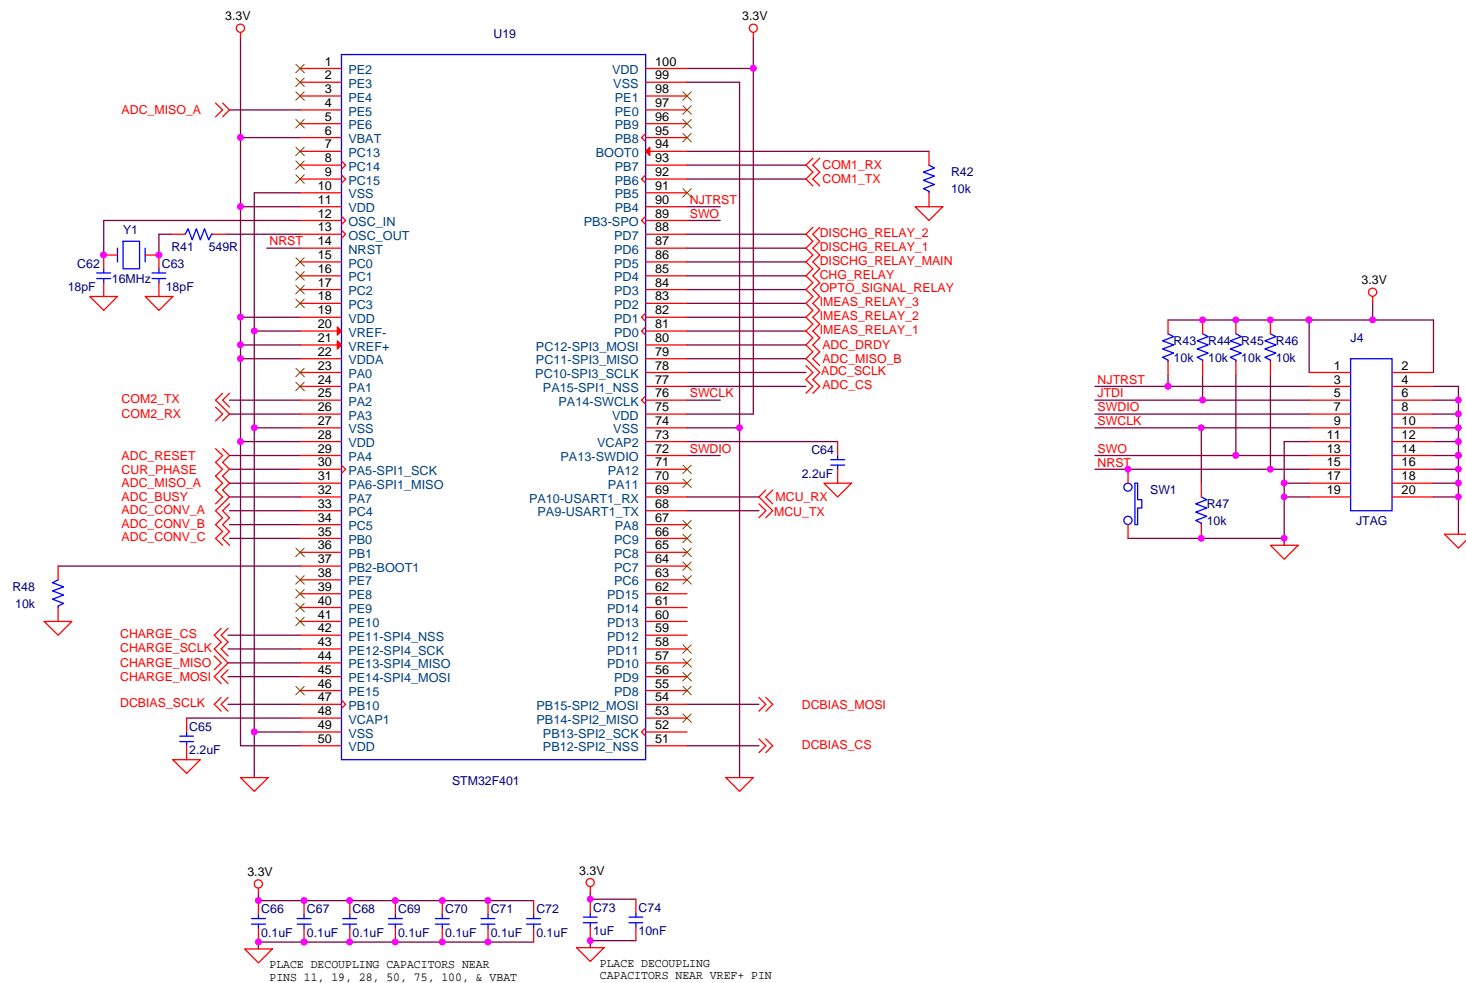 3.3V
3.3V
U19
1 PE2
2 PE3
3 PE4
ADC_MISO_A 4 PE5
5 PE6
6 VBAT
7 PC13
8 PC14
9 PC15
10 VSS
11 VDD
12 OSC_IN
13 OSC_OUT
NRST 14 NRST
15 PC0
16 PC1
17 PC2
18 PC3
19 VDD
20 VREF-
21 VREF+
22 VDDA
23 PA0
24 PA1
COM2_TX 25 PA2
COM2_RX 26 PA3
27 VSS
28 VDD
ADC_RESET 29 PA4
CUR_PHASE 30 PA5-SPI1_SCK
ADC_MISO_A 31 PA6-SPI1_MISO
ADC_BUSY 32 PA7
ADC_CONV_A 33 PC4
ADC_CONV_B 34 PC5
ADC_CONV_C 35 PB0
36 PB1
37 PB2-BOOT1
38 PE7
39 PE8
40 PE9
41 PE10
CHARGE_CS 42 PE11-SPI4_NSS
CHARGE_SCLK 43 PE12-SPI4_SCK
CHARGE_MISO 44 PE13-SPI4_MISO
CHARGE_MOSI 45 PE14-SPI4_MOSI
46 PE15
DCBIAS_SCLK 47 PB10
48 VCAP1
49 VSS
50 VDD
Y1
R41 549R
C62 C63
16MHz
18pF 18pF
R48
10k
C65
2.2uF
VDD 100
VSS 99
PE1 98
PE0 97
PB9 96
PB8 95
BOOT0 94
PB7 93 COM1_RX
PB6 92 COM1_TX
PB5 91
PB4 90 NJTRST
PB3-SPO 89 SWO
PD7 88 DISCHG_RELAY_2
PD6 87 DISCHG_RELAY_1
PD5 86 DISCHG_RELAY_MAIN
PD4 85 CHG_RELAY
PD3 84 OPTO_SIGNAL_RELAY
PD2 83 IMEAS_RELAY_3
PD1 82 IMEAS_RELAY_2
PD0 81 IMEAS_RELAY_1
PC12-SPI3_MOSI 80 ADC_DRDY
PC11-SPI3_MISO 79 ADC_MISO_B
PC10-SPI3_SCLK 78 ADC_SCLK
PA15-SPI1_NSS 77 ADC_CS
PA14-SWCLK 76 SWCLK
VDD 75
VSS 74
VCAP2 73
PA13-SWDIO 72 SWDIO
PA12 71
PA11 70
PA10-USART1_RX 69 MCU_RX
PA9-USART1_TX 68 MCU_TX
PA8 67
PC9 66
PC8 65
PC7 64
PC6 63
PD15 62
PD14 61
PD13 60
PD12 59
PD11 58
PD10 57
PD9 56
PD8 55
PB15-SPI2_MOSI 54 DCBIAS_MOSI
PB14-SPI2_MISO 53
PB13-SPI2_SCK 52
PB12-SPI2_NSS 51 DCBIAS_CS
STM32F401
R42
10k
C64
2.2uF
3.3V
R43 R44 R45 R46
10k 10k 10k 10k
J4
1 2
NJTRST 3 4
JTDI 5 6
SWDIO 7 8
SWCLK 9 10
11 12
SWO 13 14
NRST 15 16
17 18
19 20
SW1
R47
10k
JTAG
3.3V
C66 C67 C68 C69 C70 C71 C72
0.1uF 0.1uF 0.1uF 0.1uF 0.1uF 0.1uF 0.1uF
PLACE DECOUPLING CAPACITORS NEAR
PINS 11, 19, 28, 50, 75, 100, & VBAT
3.3V
C73 C74
1uF 10nF
PLACE DECOUPLING
CAPACITORS NEAR VREF+ PIN